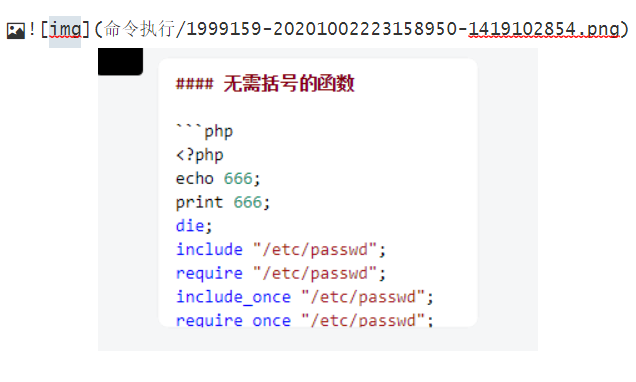 ![img](命令执行/1999159-20201002223158950-1419102854.png)
#### 无需括号的函数
```php
<?php
echo 666;
print 666;
die;
include "/etc/passwd";
require "/etc/passwd";
include_once "/etc/passwd";
require_once "/etc/passwd";